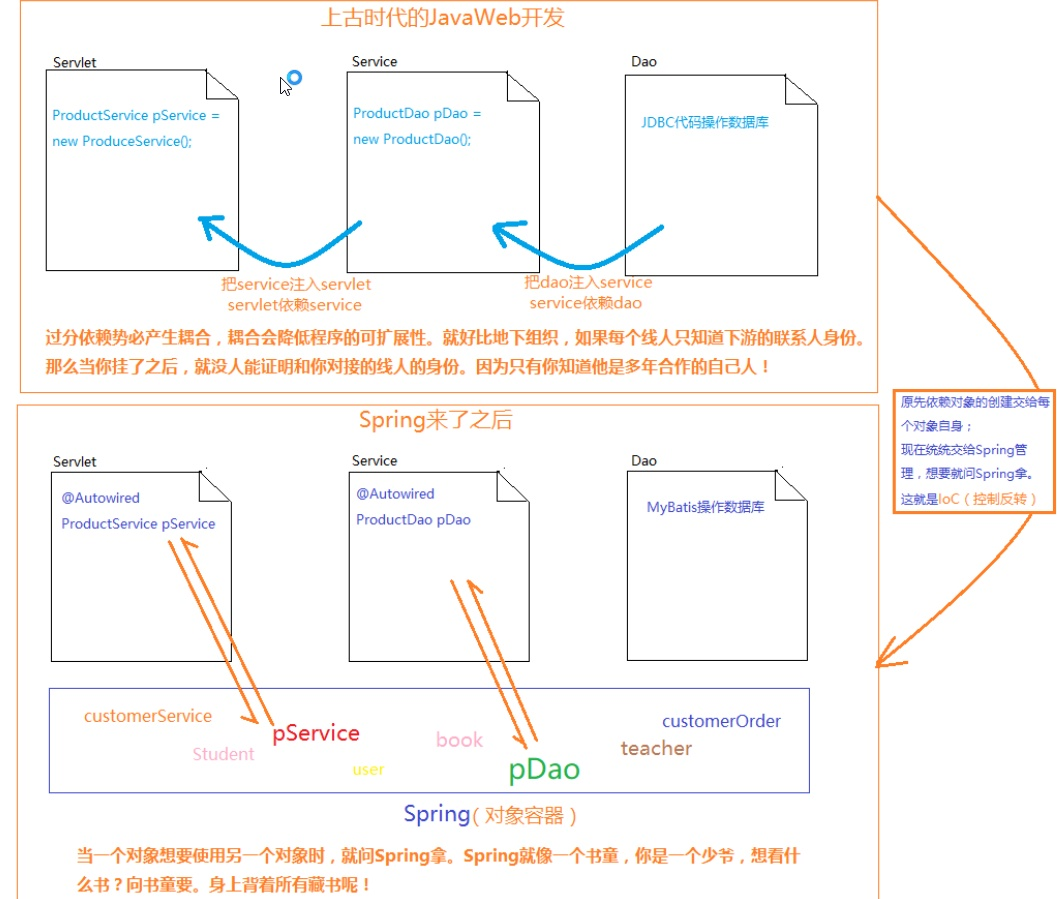 上古时代的JavaWeb开发
Servlet
ProductService pService =
new ProduceService();
Service
ProductDao pDao =
new ProductDao();
Dao
JDBC代码操作数据库
把service注入servlet
servlet依赖service
把dao注入service
service依赖dao
过分依赖势必产生耦合，耦合会降低程序的可扩展性。就好比地下组织，如果每个线人只知道下游的联系人身份。
那么当你挂了之后，就没人能证明和你对接的线人的身份。因为只有你知道他是多年合作的自己人！
原先依赖对象的创建交给每
个对象自身；
现在统统交给Spring管
理，想要就问Spring拿。
这就是IoC（控制反转）
Spring来了之后
Servlet
@Autowired
ProductService pService
Service
@Autowired
ProductDao pDao
Dao
MyBatis操作数据库
customerService
Student
pService
user
book
pDao
teacher
customerOrder
Spring（对象容器）
当一个对象想要使用另一个对象时，就问Spring拿。Spring就像一个书童，你是一个少爷，想看什
么书？向书童要。身上背着所有藏书呢！